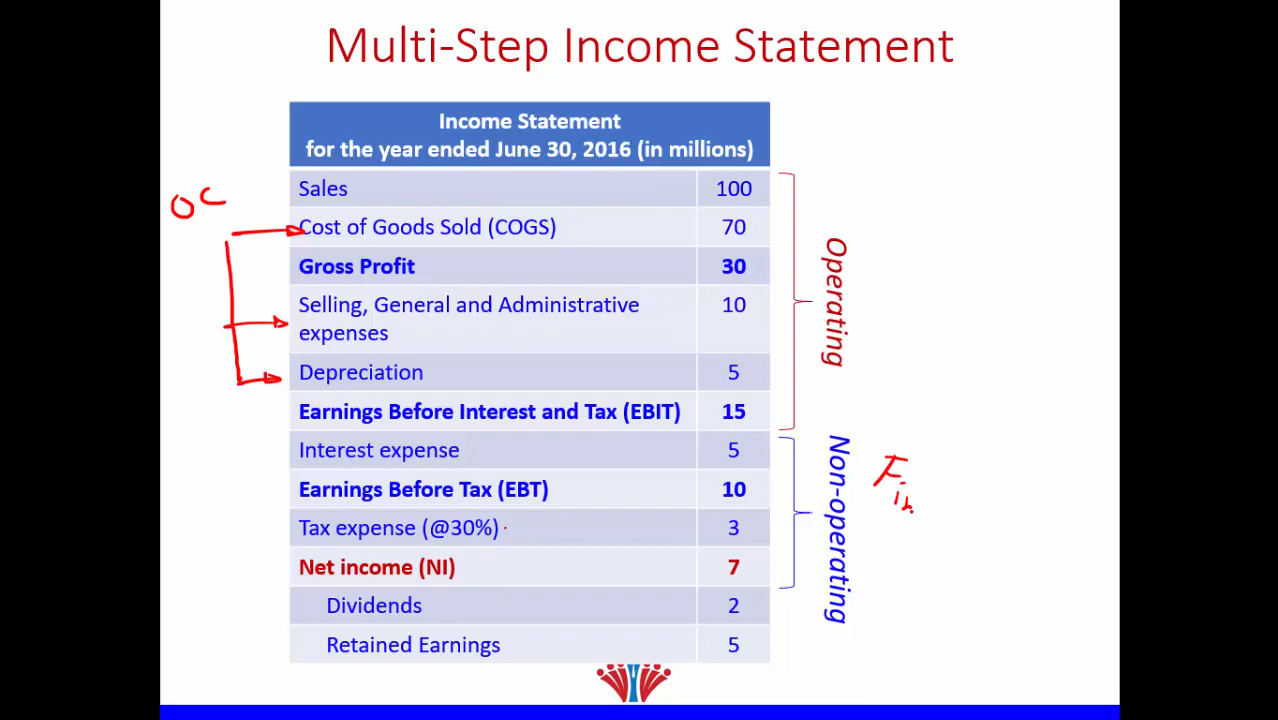 Multi-Step Income Statement
Income Statement
for the year ended June 30, 2016 (in millions)
Sales 100
OC
Cost of Goods Sold (COGS) 70
Gross Profit 30
Selling, General and Administrative 10
expenses
Depreciation 5
Earnings Before Interest and Tax (EBIT) 15
Operating
Interest expense 5
Earnings Before Tax (EBT) 10
Tax expense (@30%) 3
Net income (NI) 7
Non-operating
Fin.
Dividends 2
Retained Earnings 5